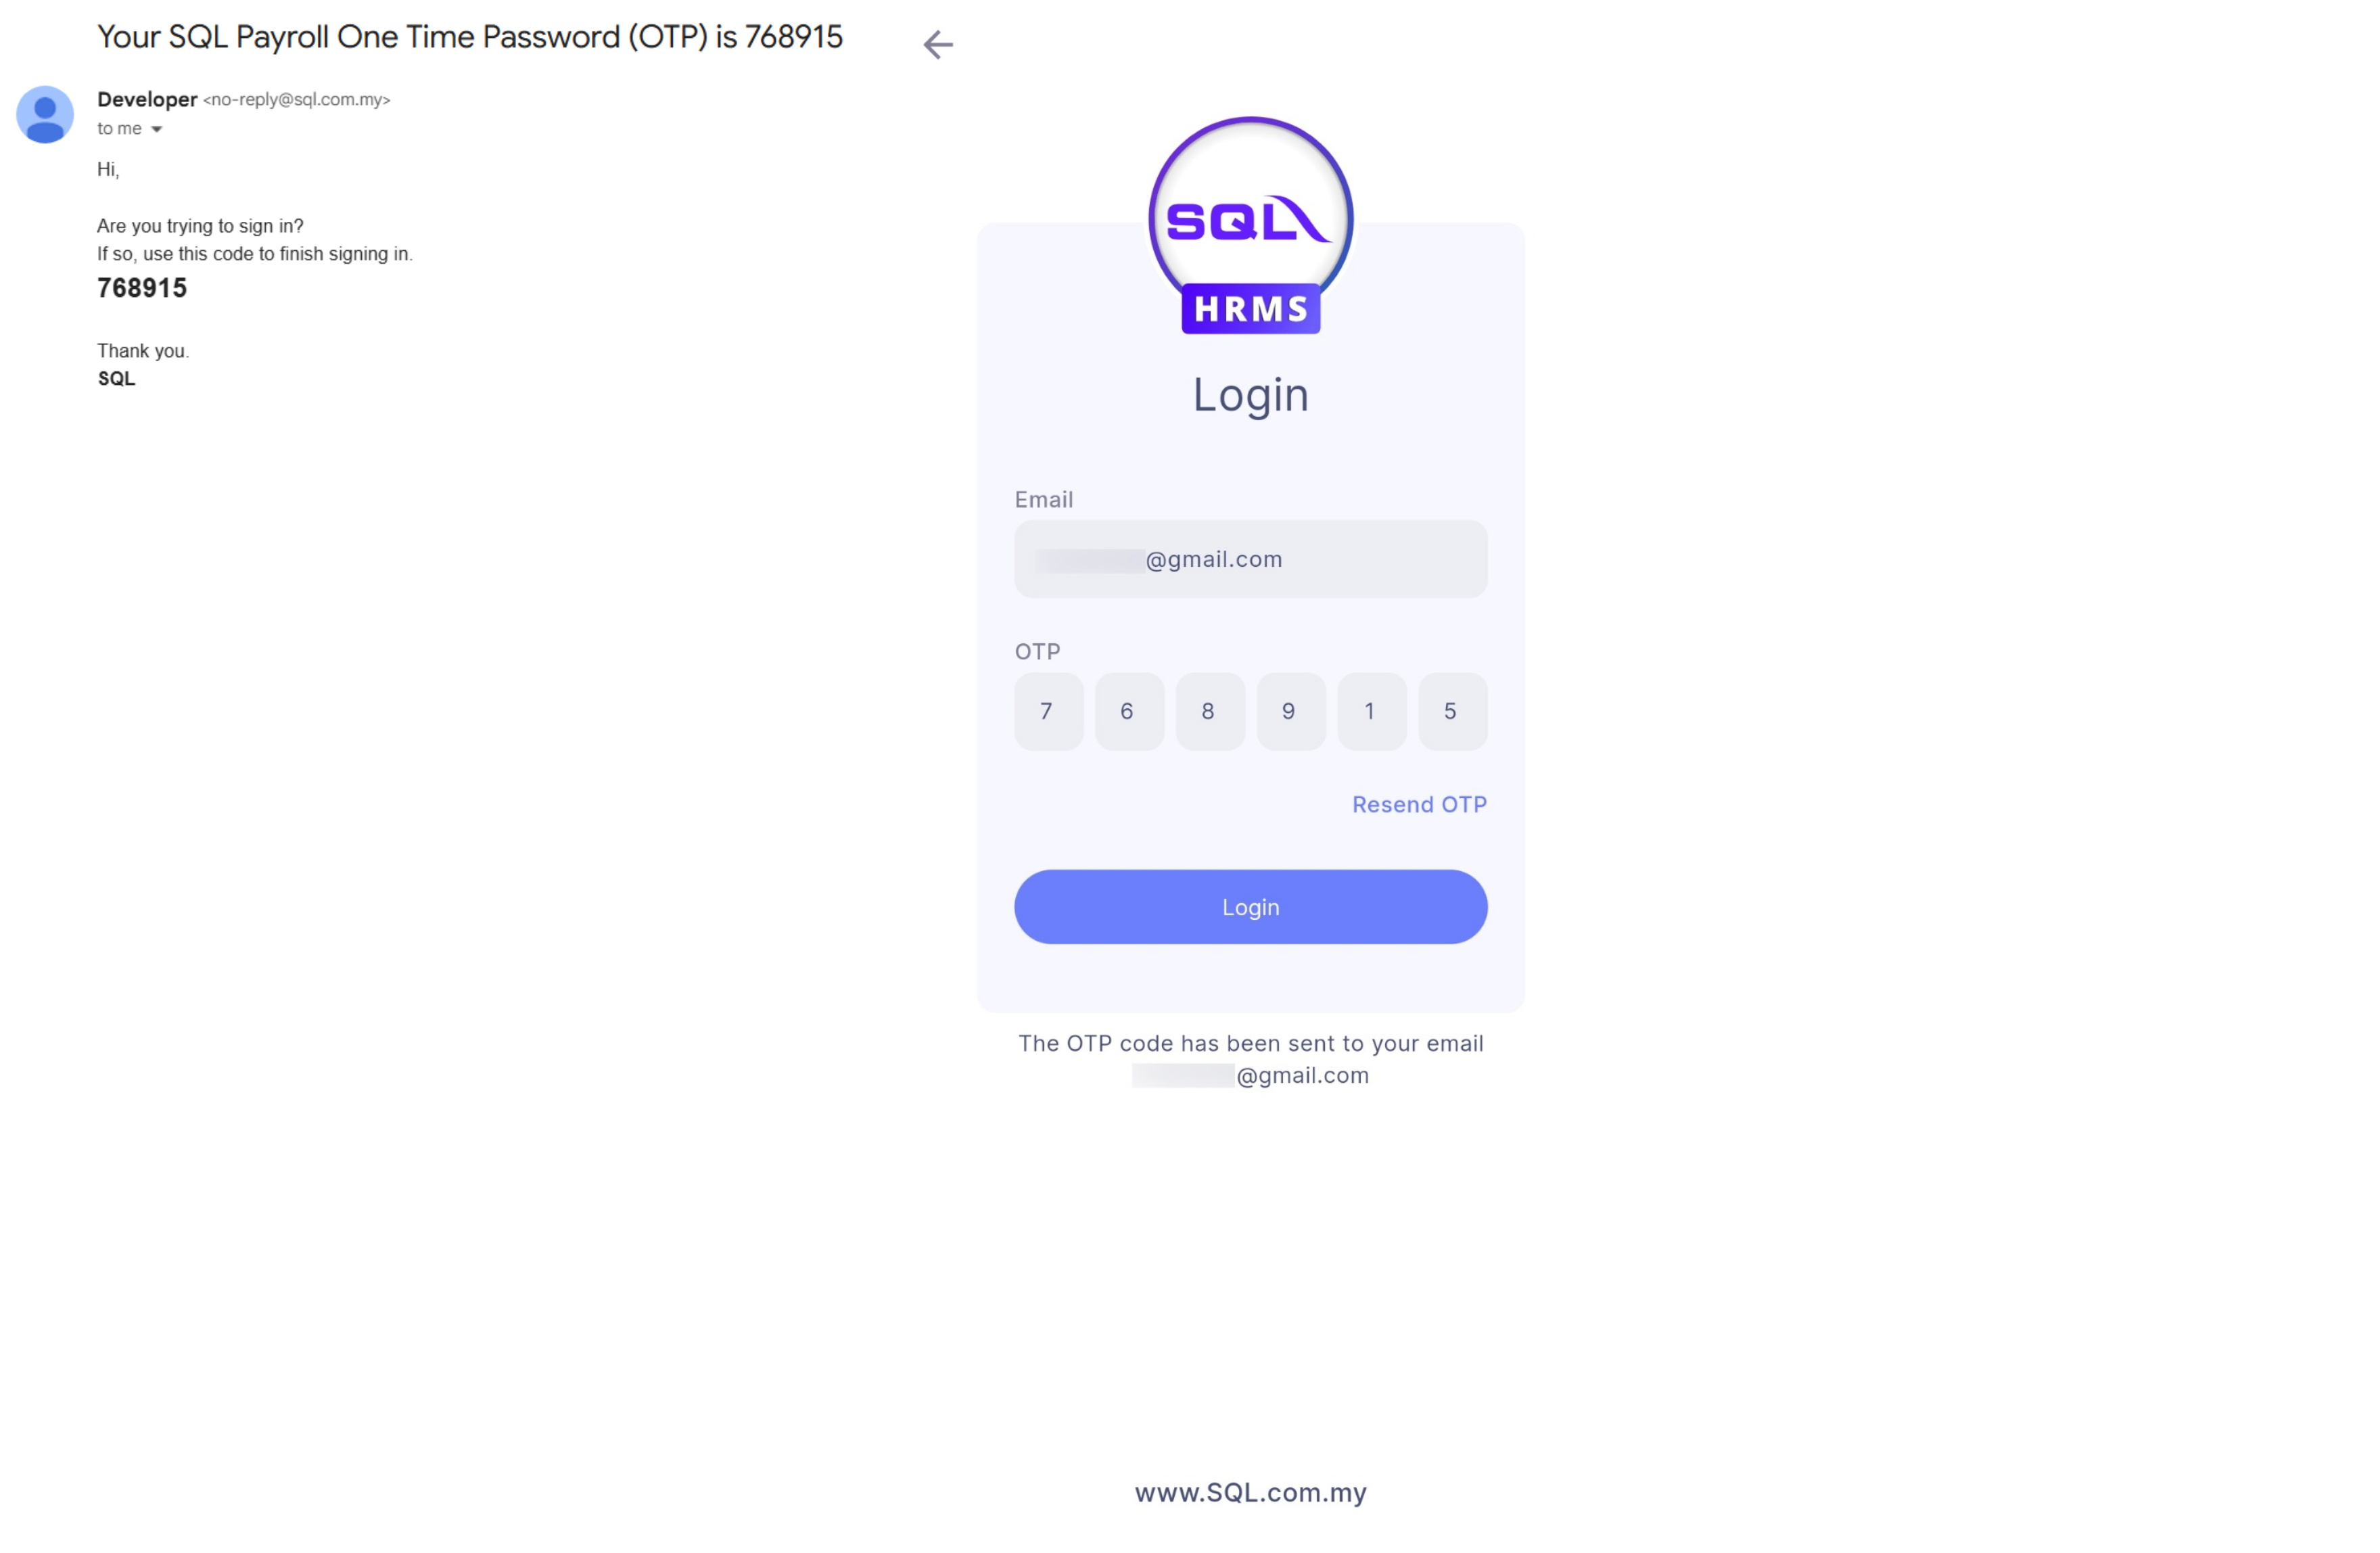 Your SQL Payroll One Time Password (OTP) is 768915
Developer <no-reply@sql.com.my>
to me
Hi,
Are you trying to sign in?
If so, use this code to finish signing in.
768915
Thank you.
SQL
SQL
HRMS
Login
Email
@gmail.com
OTP
7 6 8 9 1 5
Resend OTP
Login
The OTP code has been sent to your email
@gmail.com
www.SQL.com.my